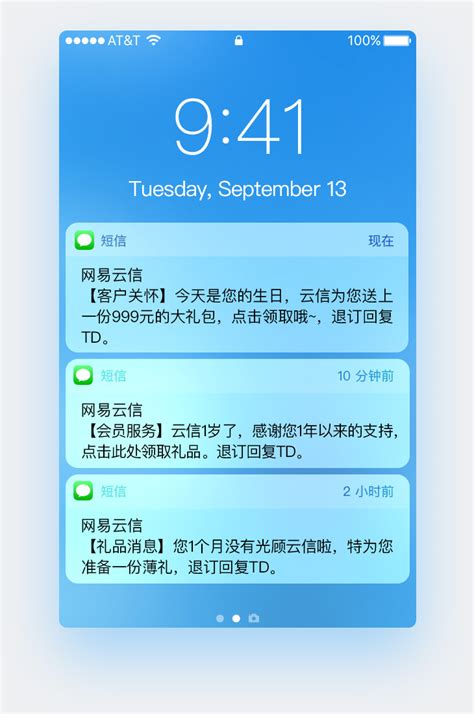 AT&T 100%
9:41
Tuesday, September 13
短信 现在
网易云信
【客户关怀】今天是您的生日，云信为您送上
一份999元的大礼包，点击领取哦~，退订回复
TD。
短信 10 分钟前
网易云信
【会员服务】云信1岁了，感谢您1年以来的支持,
点击此处领取礼品。退订回复TD。
短信 2 小时前
网易云信
【礼品消息】您1个月没有光顾云信啦，特为您
准备一份薄礼，退订回复TD。